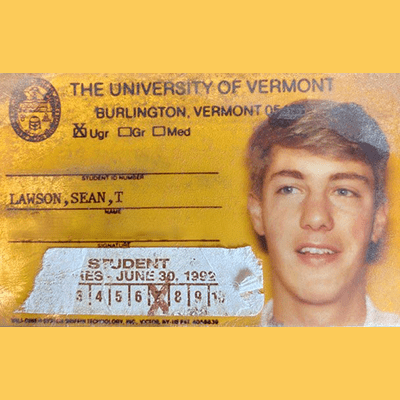 THE UNIVERSITY OF VERMONT
BURLINGTON, VERMONT
Ugr Gr Med
STUDENT ID NUMBER
LAWSON,SEAN,T
NAME
SIGNATURE
STUDENT
JUNE 30, 1992
3 4 5 6 8 9